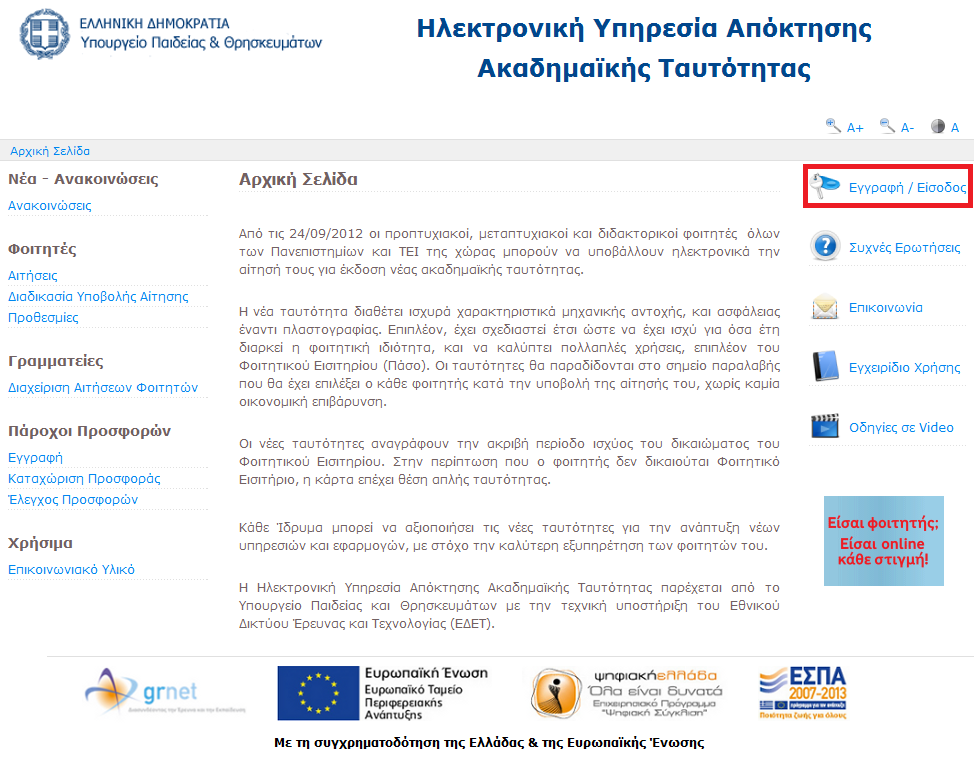 ΕΛΛΗΝΙΚΗ ΔΗΜΟΚΡΑΤΙΑ
Υπουργείο Παιδείας & Θρησκευμάτων
Ηλεκτρονική Υπηρεσία Απόκτησης
Ακαδημαϊκής Ταυτότητας
A+ A- A
Αρχική Σελίδα
Νέα - Ανακοινώσεις
Ανακοινώσεις
Φοιτητές
Αιτήσεις
Διαδικασία Υποβολής Αίτησης
Προθεσμίες
Γραμματείες
Διαχείριση Αιτήσεων Φοιτητών
Πάροχοι Προσφορών
Εγγραφή
Καταχώριση Προσφοράς
Έλεγχος Προσφορών
Χρήσιμα
Επικοινωνιακό Υλικό
Αρχική Σελίδα
Από τις 24/09/2012 οι προπτυχιακοί, μεταπτυχιακοί και διδακτορικοί φοιτητές όλων
των Πανεπιστημίων και ΤΕΙ της χώρας μπορούν να υποβάλλουν ηλεκτρονικά την
αίτησή τους για έκδοση νέας ακαδημαϊκής ταυτότητας.
Η νέα ταυτότητα διαθέτει ισχυρά χαρακτηριστικά μηχανικής αντοχής, και ασφάλειας
έναντι πλαστογραφίας. Επιπλέον, έχει σχεδιαστεί έτσι ώστε να έχει ισχύ για όσα έτη
διαρκεί η φοιτητική ιδιότητα, και να καλύπτει πολλαπλές χρήσεις, επιπλέον του
Φοιτητικού Εισιτηρίου (Πάσο). Οι ταυτότητες θα παραδίδονται στο σημείο παραλαβής
που θα έχει επιλέξει ο κάθε φοιτητής κατά την υποβολή της αίτησής του, χωρίς καμία
οικονομική επιβάρυνση.
Οι νέες ταυτότητες αναγράφουν την ακριβή περίοδο ισχύος του δικαιώματος του
Φοιτητικού Εισιτηρίου. Στην περίπτωση που ο φοιτητής δεν δικαιούται Φοιτητικό
Εισιτήριο, η κάρτα επέχει θέση απλής ταυτότητας.
Κάθε Ίδρυμα μπορεί να αξιοποιήσει τις νέες ταυτότητες για την ανάπτυξη νέων
υπηρεσιών και εφαρμογών, με στόχο την καλύτερη εξυπηρέτηση των φοιτητών του.
Η Ηλεκτρονική Υπηρεσία Απόκτησης Ακαδημαϊκής Ταυτότητας παρέχεται από το
Υπουργείο Παιδείας και Θρησκευμάτων με την τεχνική υποστήριξη του Εθνικού
Δικτύου Έρευνας και Τεχνολογίας (ΕΔΕΤ).
Εγγραφή / Είσοδος
Συχνές Ερωτήσεις
Επικοινωνία
Εγχειρίδιο Χρήσης
Οδηγίες σε Video
Είσαι φοιτητής;
Είσαι online
κάθε στιγμή!
grnet
Διασυνδέοντας την Έρευνα και την Εκπαίδευση
Ευρωπαϊκή Ένωση
Ευρωπαϊκό Ταμείο
Περιφερειακής
Ανάπτυξης
ψηφιακήελλάδα
Όλα είναι δυνατά
Επιχειρησιακό Πρόγραμμα
"Ψηφιακή Σύγκλιση"
ΕΣΠΑ
2007-2013
πρόγραμμα για την ανάπτυξη
Ποιότητα ζωής για όλους
Με τη συγχρηματοδότηση της Ελλάδας & της Ευρωπαϊκής Ένωσης